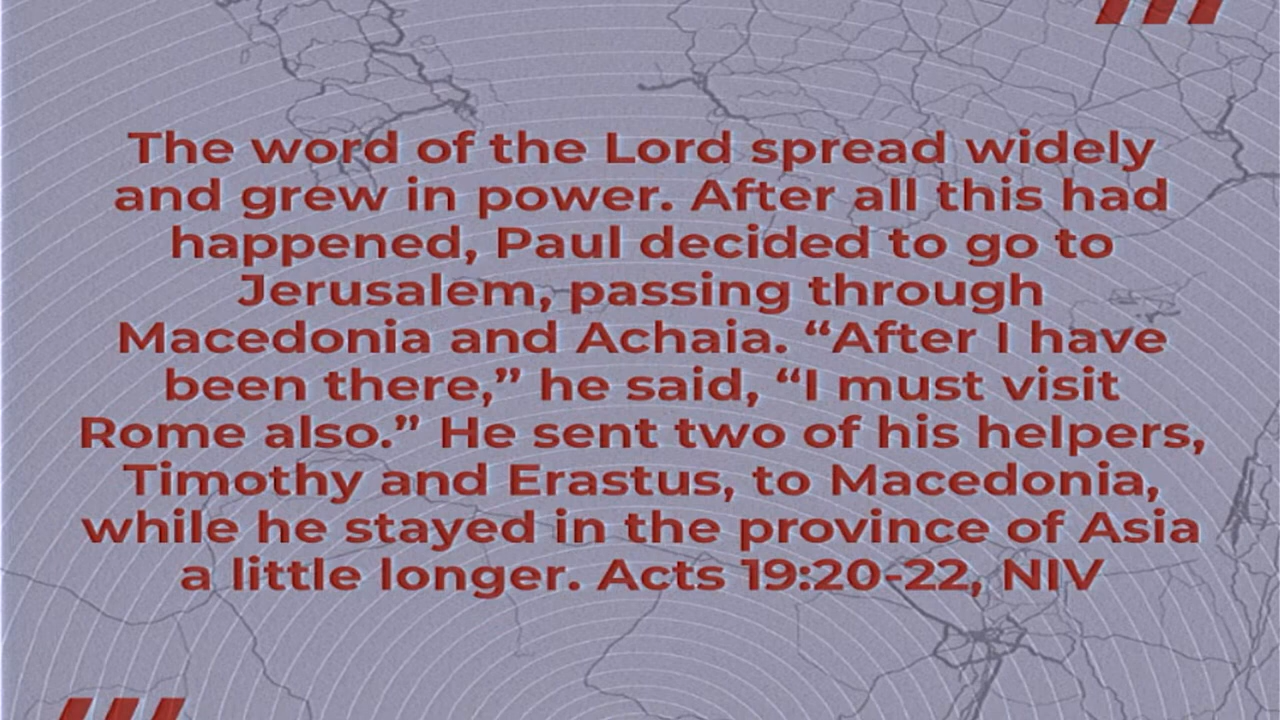 The word of the Lord spread widely
and grew in power. After all this had
happened, Paul decided to go to
Jerusalem, passing through
Macedonia and Achaia. “After I have
been there,” he said, “I must visit
Rome also.” He sent two of his helpers,
Timothy and Erastus, to Macedonia,
while he stayed in the province of Asia
a little longer. Acts 19:20-22, NIV